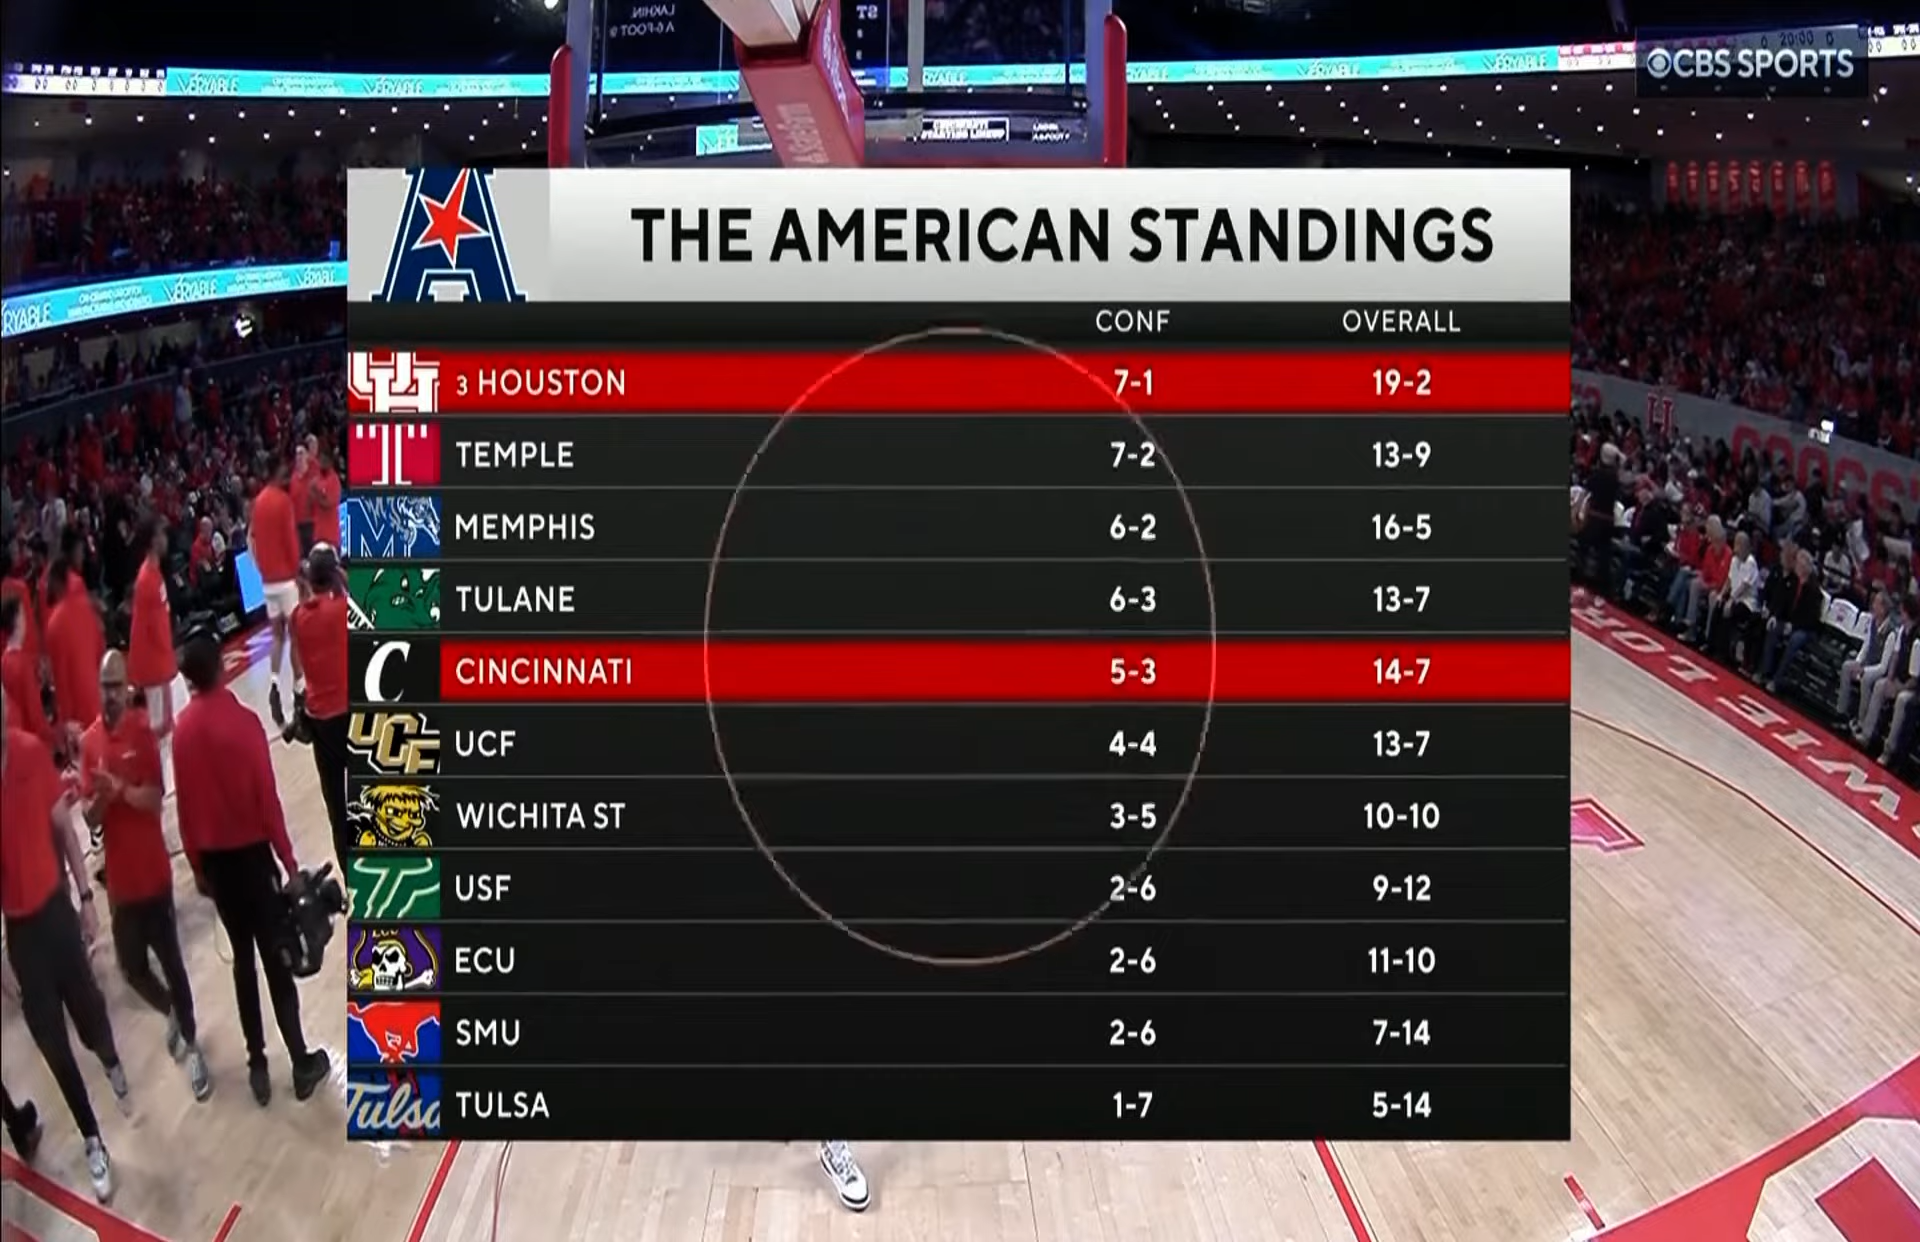 CBS SPORTS
VERYABLE
THE AMERICAN STANDINGS
CONF OVERALL
3 HOUSTON 7-1 19-2
TEMPLE 7-2 13-9
MEMPHIS 6-2 16-5
TULANE 6-3 13-7
C CINCINNATI 5-3 14-7
UCF UCF 4-4 13-7
WICHITA ST 3-5 10-10
USF 2-6 9-12
ECU 2-6 11-10
SMU 2-6 7-14
Tulsa TULSA 1-7 5-14